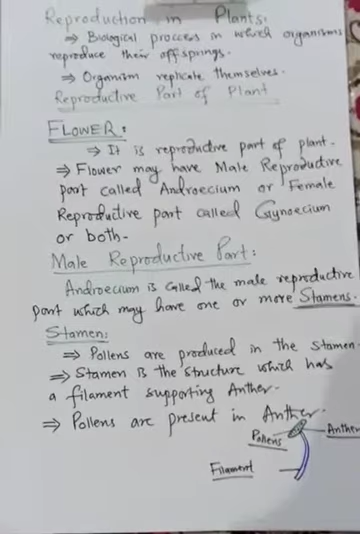 Reproduction in Plants:
⇒ Biological process in which organisms
reproduce their offsprings.
⇒ Organism replicate themselves.
Reproductive Part of Plant
FLOWER:
⇒ It is reproductive part of plant.
⇒ Flower may have Male Reproductive
part called Androecium or Female
Reproductive part called Gynoecium
or both-
Male Reproductive Part:
Androecium is called the male reproductive
part which may have one or more Stamens.
Stamen:
⇒ Pollens are produced in the stamen.
⇒ Stamen is the structure which has
a filament supporting Anther-
⇒ Pollens are present in Anther.
Pollens
Anther
Filament